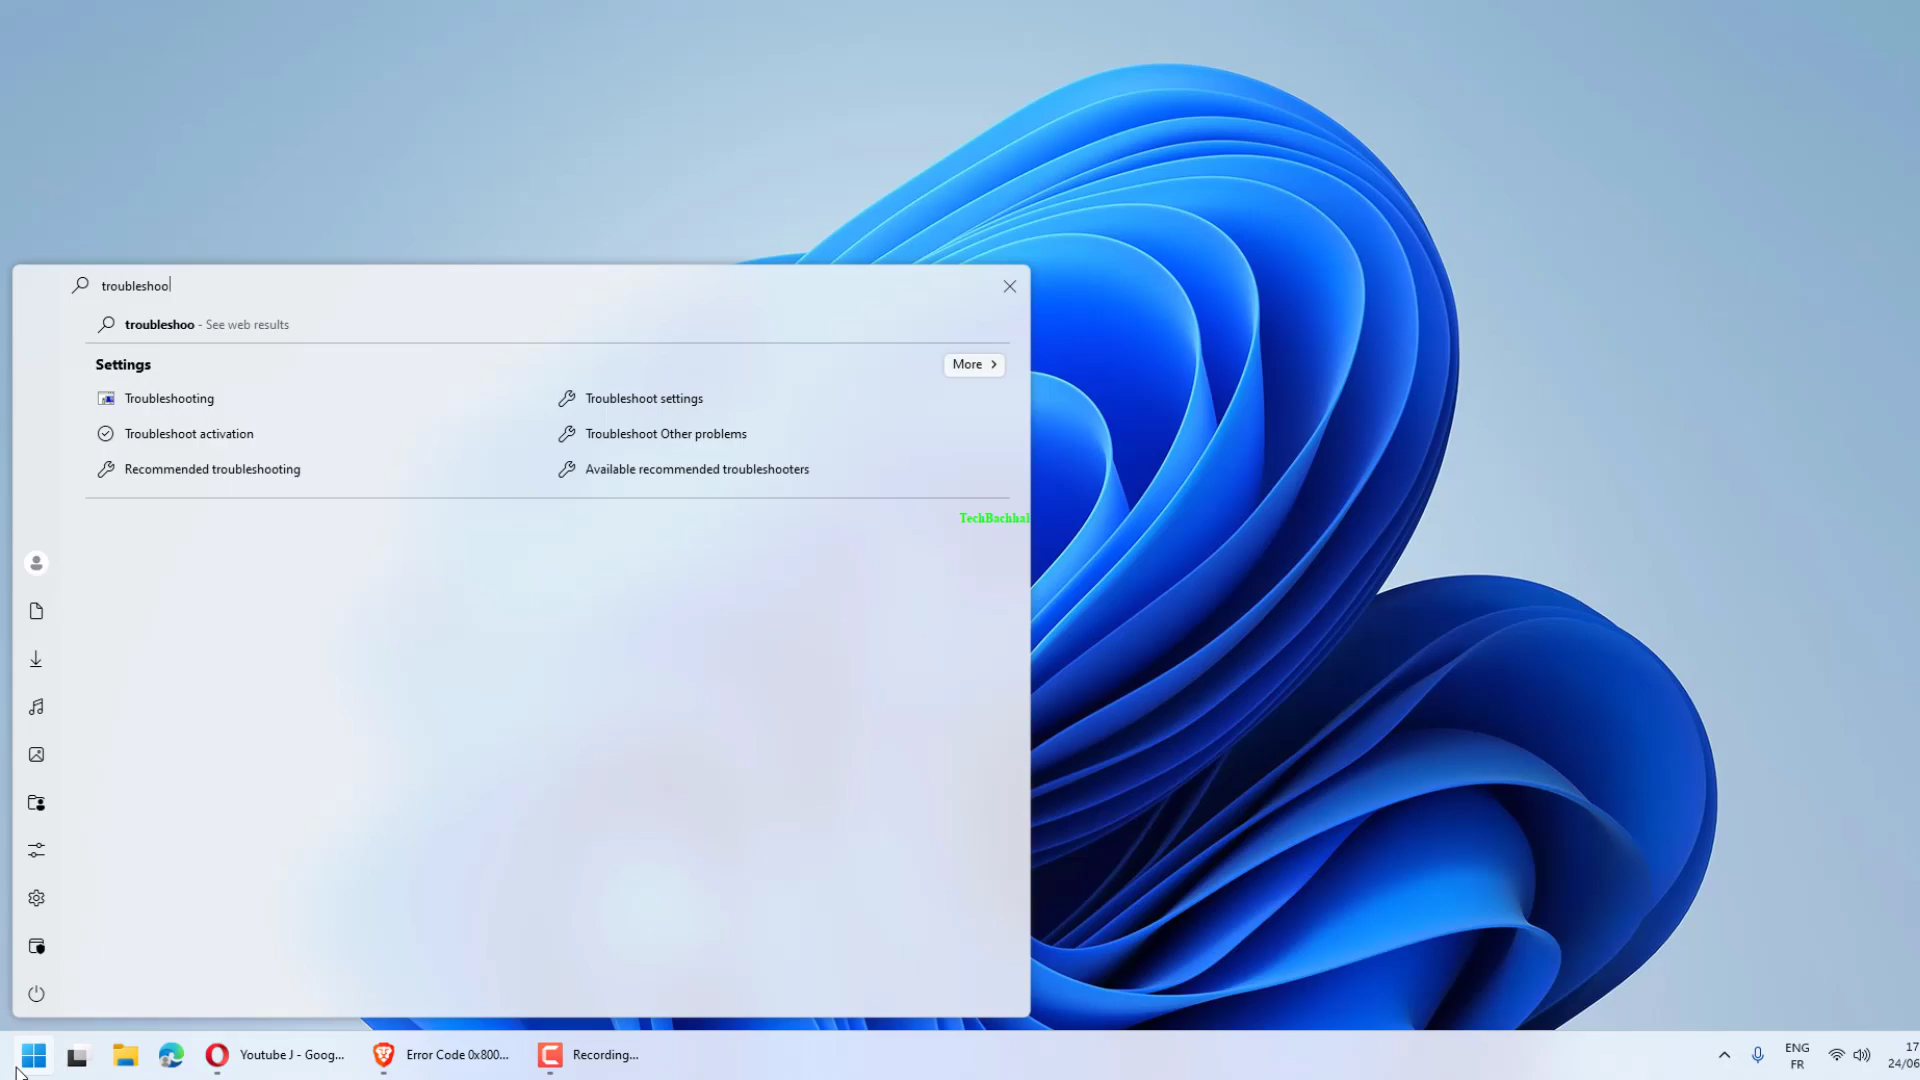 troubleshoo
troubleshoo - See web results
Settings
More
Troubleshooting
Troubleshoot settings
Troubleshoot activation
Troubleshoot Other problems
Recommended troubleshooting
Available recommended troubleshooters
TechBachhal
Youtube J - Goog...
Error Code 0x800...
Recording...
ENG
FR
17
24/06